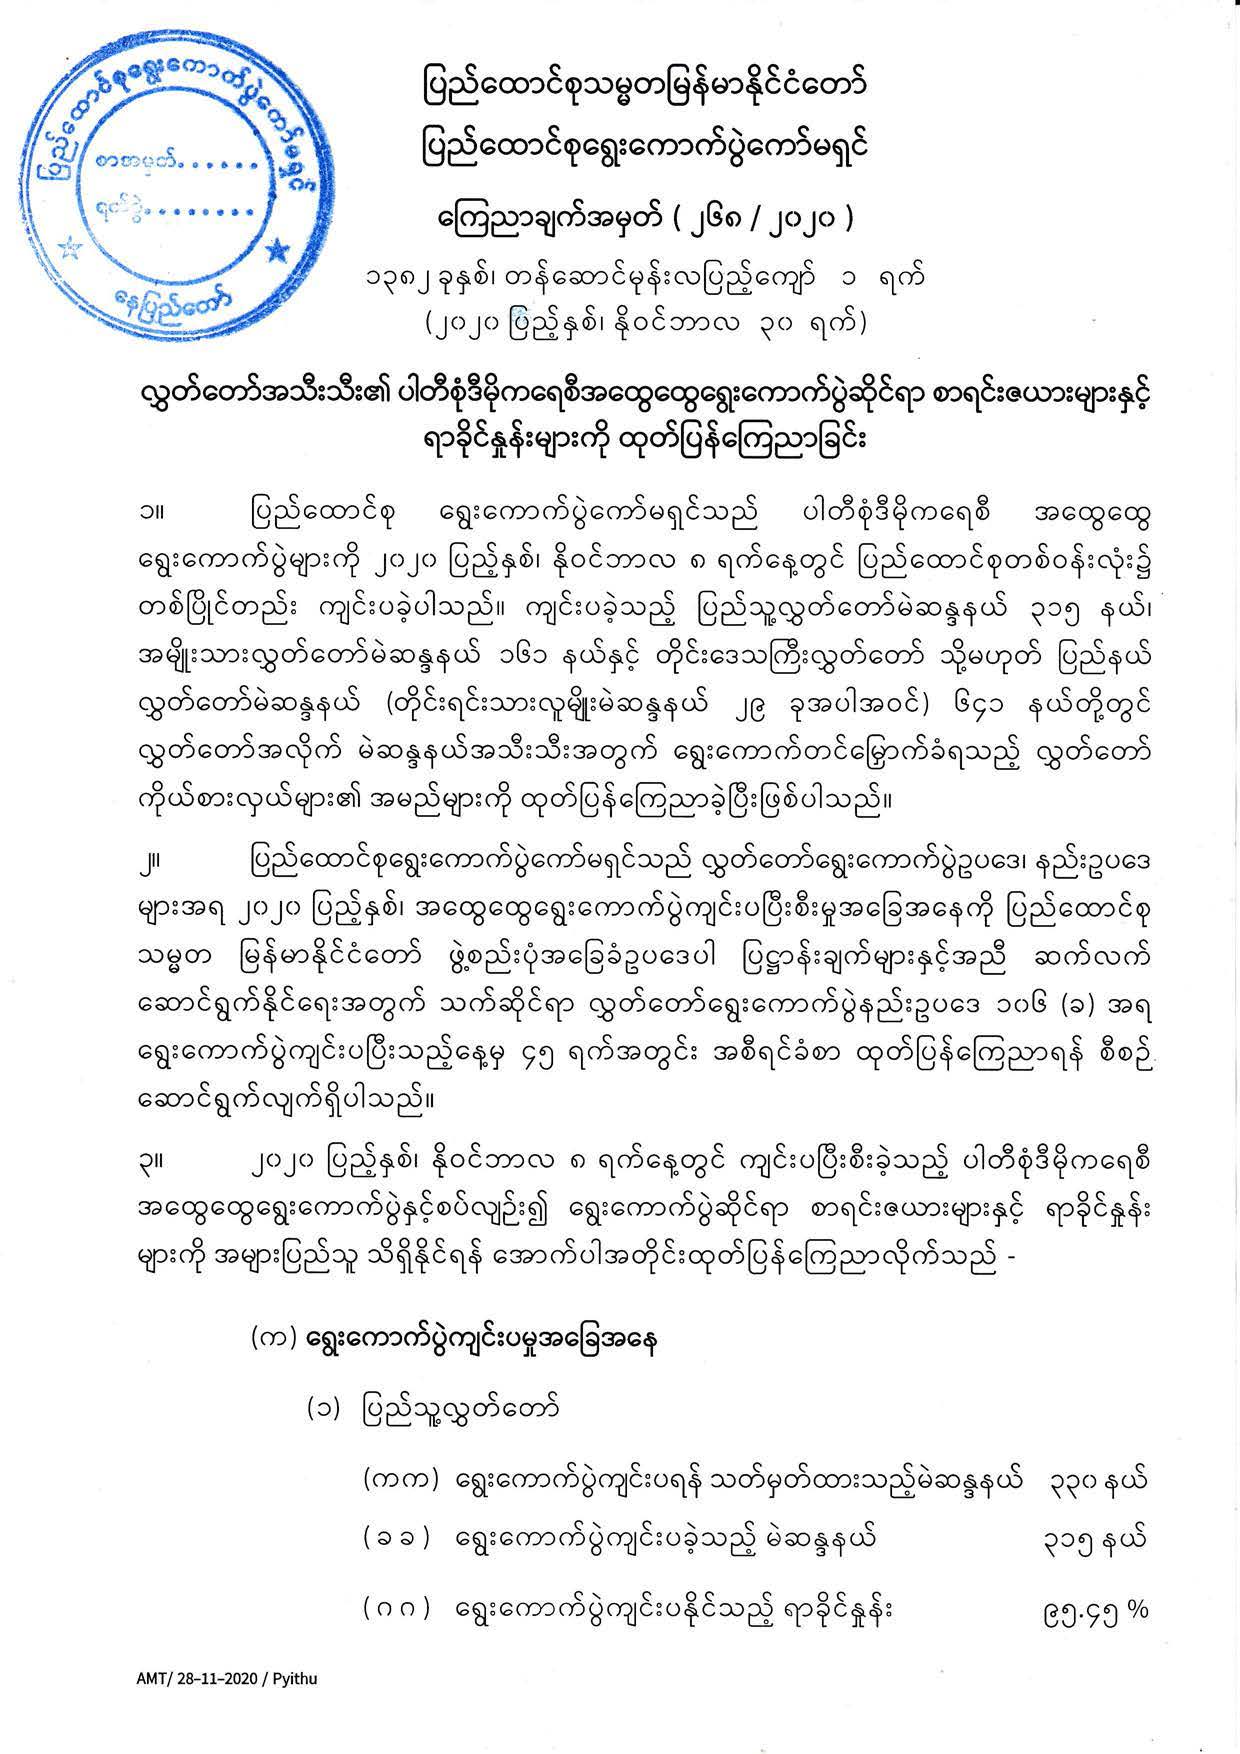 ပြည်ထောင်စုရွေးကောက်ပွဲကော်မရှင်
စာအမှတ်......
ရက်စွဲ........
နေပြည်တော်
ပြည်ထောင်စုသမ္မတမြန်မာနိုင်ငံတော်
ပြည်ထောင်စုရွေးကောက်ပွဲကော်မရှင်
ကြေညာချက်အမှတ် ( ၂၆၈ / ၂၀၂၀ )
၁၃၈၂ ခုနှစ်၊ တန်ဆောင်မုန်းလပြည့်ကျော် ၁ ရက်
(၂၀၂၀ ပြည့်နှစ်၊ နိုဝင်ဘာလ ၃၀ ရက်)
လွှတ်တော်အသီးသီး၏ ပါတီစုံဒီမိုကရေစီအထွေထွေရွေးကောက်ပွဲဆိုင်ရာ စာရင်းဇယားများနှင့်
ရာခိုင်နှုန်းများကို ထုတ်ပြန်ကြေညာခြင်း
၁။ ပြည်ထောင်စု ရွေးကောက်ပွဲကော်မရှင်သည် ပါတီစုံဒီမိုကရေစီ အထွေထွေ
ရွေးကောက်ပွဲများကို ၂၀၂၀ ပြည့်နှစ်၊ နိုဝင်ဘာလ ၈ ရက်နေ့တွင် ပြည်ထောင်စုတစ်ဝန်းလုံး၌
တစ်ပြိုင်တည်း ကျင်းပခဲ့ပါသည်။ ကျင်းပခဲ့သည့် ပြည်သူ့လွှတ်တော်မဲဆန္ဒနယ် ၃၁၅ နယ်၊
အမျိုးသားလွှတ်တော်မဲဆန္ဒနယ် ၁၆၁ နယ်နှင့် တိုင်းဒေသကြီးလွှတ်တော် သို့မဟုတ် ပြည်နယ်
လွှတ်တော်မဲဆန္ဒနယ် (တိုင်းရင်းသားလူမျိုးမဲဆန္ဒနယ် ၂၉ ခုအပါအဝင်) ၆၄၁ နယ်တို့တွင်
လွှတ်တော်အလိုက် မဲဆန္ဒနယ်အသီးသီးအတွက် ရွေးကောက်တင်မြှောက်ခံရသည့် လွှတ်တော်
ကိုယ်စားလှယ်များ၏ အမည်များကို ထုတ်ပြန်ကြေညာခဲ့ပြီးဖြစ်ပါသည်။
၂။ ပြည်ထောင်စုရွေးကောက်ပွဲကော်မရှင်သည် လွှတ်တော်ရွေးကောက်ပွဲဥပဒေ၊ နည်းဥပဒေ
များအရ ၂၀၂၀ ပြည့်နှစ်၊ အထွေထွေရွေးကောက်ပွဲကျင်းပပြီးစီးမှုအခြေအနေကို ပြည်ထောင်စု
သမ္မတ မြန်မာနိုင်ငံတော် ဖွဲ့စည်းပုံအခြေခံဥပဒေပါ ပြဋ္ဌာန်းချက်များနှင့်အညီ ဆက်လက်
ဆောင်ရွက်နိုင်ရေးအတွက် သက်ဆိုင်ရာ လွှတ်တော်ရွေးကောက်ပွဲနည်းဥပဒေ ၁၀၆ (ခ) အရ
ရွေးကောက်ပွဲကျင်းပပြီးသည့်နေ့မှ ၄၅ ရက်အတွင်း အစီရင်ခံစာ ထုတ်ပြန်ကြေညာရန် စီစဉ်
ဆောင်ရွက်လျက်ရှိပါသည်။
၃။ ၂၀၂၀ ပြည့်နှစ်၊ နိုဝင်ဘာလ ၈ ရက်နေ့တွင် ကျင်းပပြီးစီးခဲ့သည့် ပါတီစုံဒီမိုကရေစီ
အထွေထွေရွေးကောက်ပွဲနှင့်စပ်လျဉ်း၍ ရွေးကောက်ပွဲဆိုင်ရာ စာရင်းဇယားများနှင့် ရာခိုင်နှုန်း
များကို အများပြည်သူ သိရှိနိုင်ရန် အောက်ပါအတိုင်းထုတ်ပြန်ကြေညာလိုက်သည် -
(က) ရွေးကောက်ပွဲကျင်းပမှုအခြေအနေ
(၁) ပြည်သူ့လွှတ်တော်
(ကက) ရွေးကောက်ပွဲကျင်းပရန် သတ်မှတ်ထားသည့်မဲဆန္ဒနယ် ၃၃၀ နယ်
(ခခ) ရွေးကောက်ပွဲကျင်းပခဲ့သည့် မဲဆန္ဒနယ် ၃၁၅ နယ်
(ဂဂ) ရွေးကောက်ပွဲကျင်းပနိုင်သည့် ရာခိုင်နှုန်း ၉၅.၄၅ %
AMT/ 28-11-2020 / Pyithu